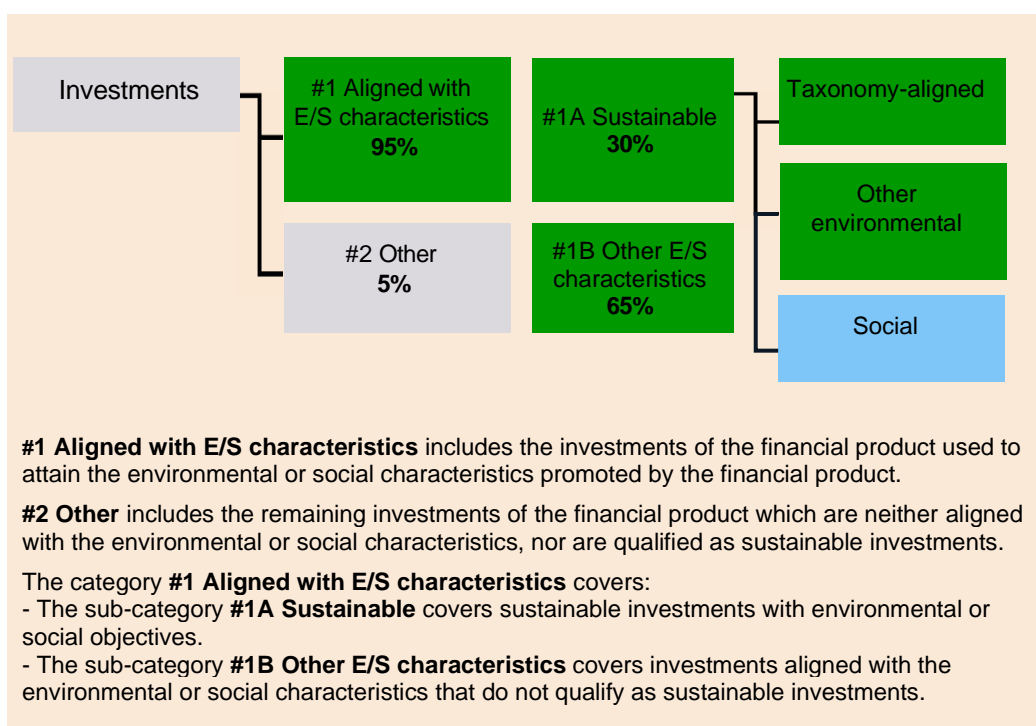 Investments
#1 Aligned with
E/S characteristics
95%
#2 Other
5%
#1A Sustainable
30%
#1B Other E/S
characteristics
65%
Taxonomy-aligned
Other
environmental
Social
#1 Aligned with E/S characteristics includes the investments of the financial product used to
attain the environmental or social characteristics promoted by the financial product.
#2 Other includes the remaining investments of the financial product which are neither aligned
with the environmental or social characteristics, nor are qualified as sustainable investments.
The category #1 Aligned with E/S characteristics covers:
- The sub-category #1A Sustainable covers sustainable investments with environmental or
social objectives.
- The sub-category #1B Other E/S characteristics covers investments aligned with the
environmental or social characteristics that do not qualify as sustainable investments.